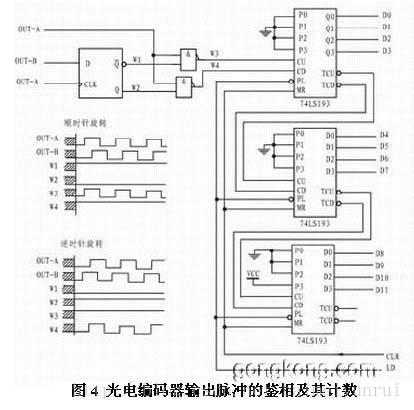 OUT-A
OUT-B
OUT-A
D
Q
CLK
Q
W1
W2
&
&
W3
W4
P0
P1
P2
P3
CU
CD
PL
MR
Q0
Q1
Q2
Q3
TCU
TCD
74LS193
D0
D1
D2
D3
顺时针旋转
OUT-A
OUT-B
W1
W2
W3
W4
P0
P1
P2
P3
CU
CD
PL
MR
D0
D1
D2
D3
TCU
TCD
74LS193
D4
D5
D6
D7
逆时针旋转
OUT-A
OUT-B
W1
W2
W3
W4
VCC
P0
P1
P2
P3
CU
CD
PL
MR
D0
D1
D2
D3
TCU
TCD
74LS193
D8
D9
D10
D11
CLR
LD
gongkong.com
图 4 光电编码器输出脉冲的鉴相及其计数